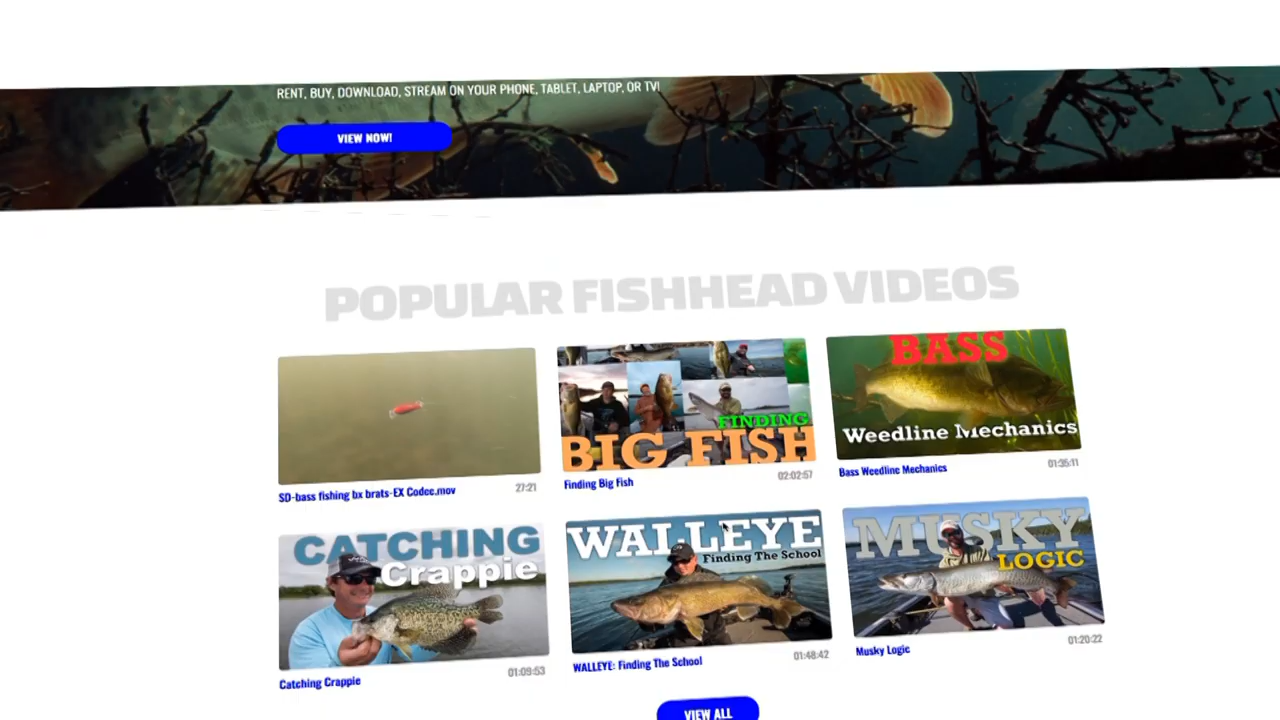 RENT, BUY, DOWNLOAD, STREAM ON YOUR PHONE, TABLET, LAPTOP, OR TV!
VIEW NOW!
POPULAR FISHHEAD VIDEOS
FINDING
BIG FISH
BASS
Weedline Mechanics
SD-bass fishing bx brats-EX Codec.mov
27:21
Finding Big Fish
02:02:57
Bass Weedline Mechanics
01:35:11
CATCHING
Crappie
WALLEYE
Finding The School
MUSKY
LOGIC
Catching Crappie
01:09:53
WALLEYE: Finding The School
01:48:42
Musky Logic
01:20:22
VIEW ALL